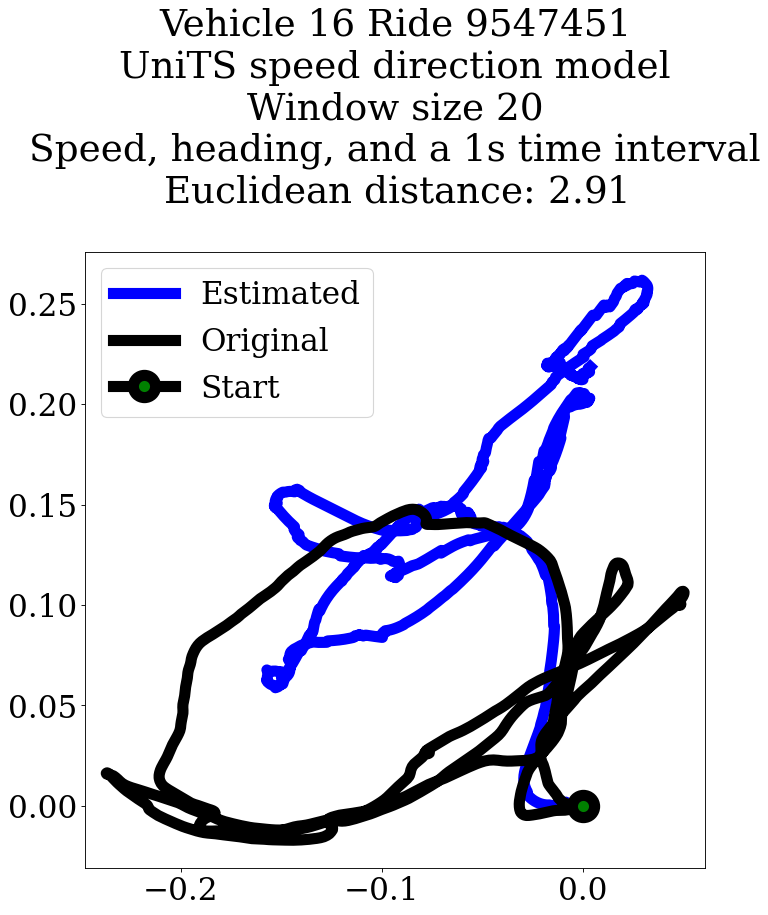 Vehicle 16 Ride 9547451
UniTS speed direction model
Window size 20
Speed, heading, and a 1s time interval
Euclidean distance: 2.91
Estimated
Original
Start
0.25
0.20
0.15
0.10
0.05
0.00
−0.2 −0.1 0.0